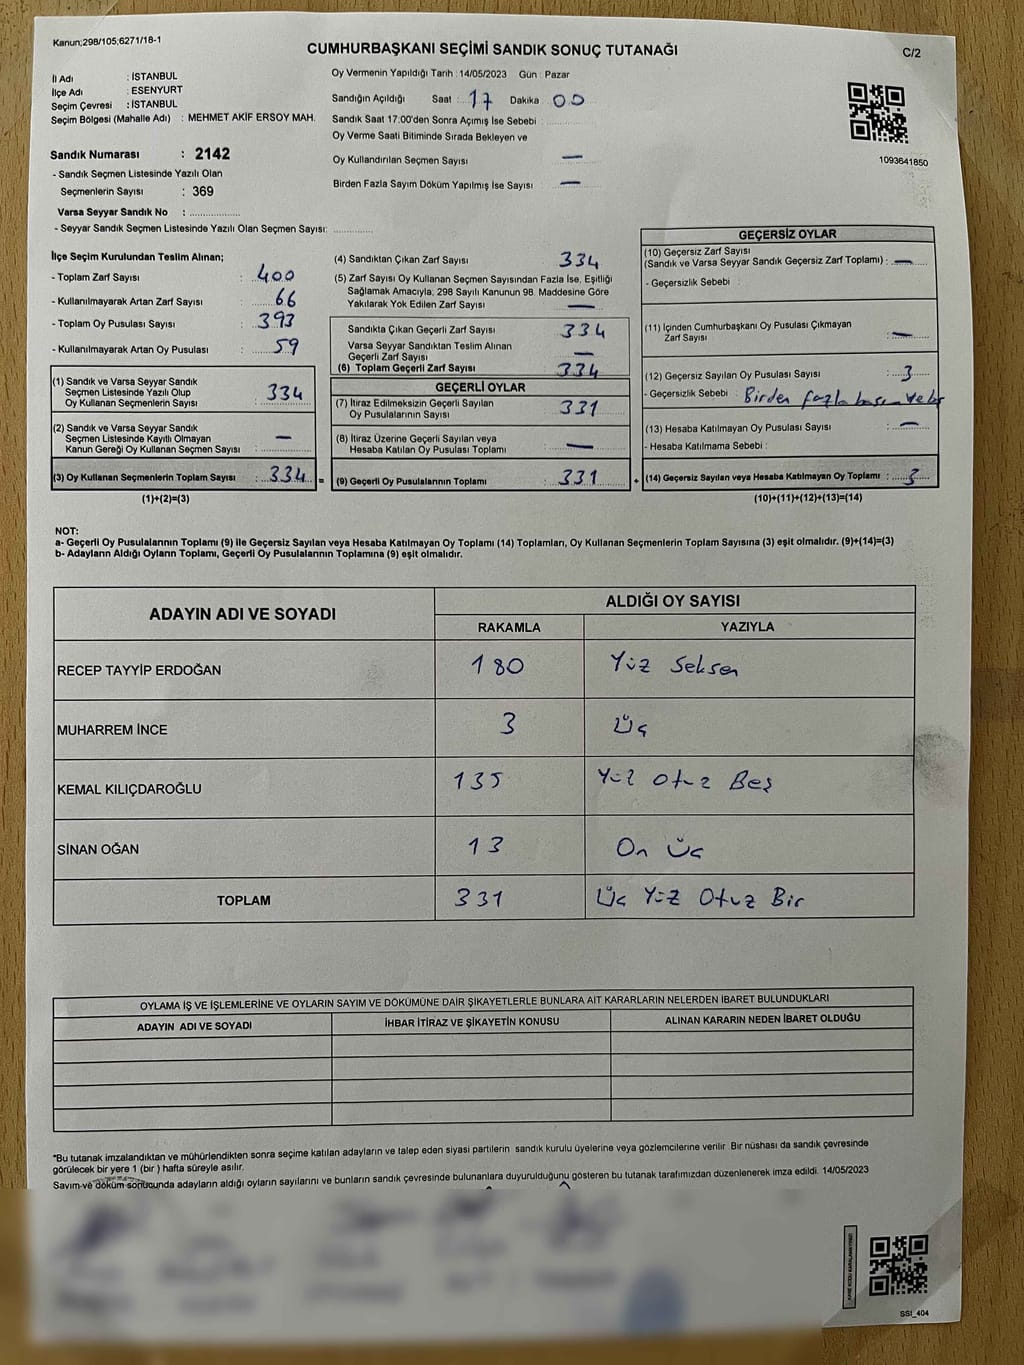 Kanun;298/105,6271/18-1
CUMHURBAŞKANI SEÇİMİ SANDIK SONUÇ TUTANAĞI
C/2
İl Adı : İSTANBUL
İlçe Adı : ESENYURT
Seçim Çevresi : İSTANBUL
Seçim Bölgesi (Mahalle Adı) : MEHMET AKİF ERSOY MAH.
Oy Vermenin Yapıldığı Tarih : 14/05/2023 Gün : Pazar
Sandığın Açıldığı Saat : 17 Dakika 00
Sandık Saat 17:00'den Sonra Açımış İse Sebebi
Oy Verme Saati Bitiminde Sırada Bekleyen ve
Oy Kullandırılan Seçmen Sayısı —
Birden Fazla Sayım Döküm Yapılmış İse Sayısı —
1093641850
Sandık Numarası : 2142
- Sandık Seçmen Listesinde Yazılı Olan
Seçmenlerin Sayısı : 369
Varsa Seyyar Sandık No :
- Seyyar Sandık Seçmen Listesinde Yazılı Olan Seçmen Sayısı:
İlçe Seçim Kurulundan Teslim Alınan;
- Toplam Zarf Sayısı : 400
- Kullanılmayarak Artan Zarf Sayısı : 66
- Toplam Oy Pusulası Sayısı : 393
- Kullanılmayarak Artan Oy Pusulası : 59
(1) Sandık ve Varsa Seyyar Sandık
Seçmen Listesinde Yazılı Olup
Oy Kullanan Seçmenlerin Sayısı : 334
(2) Sandık ve Varsa Seyyar Sandık
Seçmen Listesinde Kayıtlı Olmayan
Kanun Gereği Oy Kullanan Seçmen Sayısı : —
(3) Oy Kullanan Seçmenlerin Toplam Sayısı : 334 =
(1)+(2)=(3)
(4) Sandıktan Çıkan Zarf Sayısı 334
(5) Zarf Sayısı Oy Kullanan Seçmen Sayısından Fazla İse, Eşitliği
Sağlamak Amacıyla, 298 Sayılı Kanunun 98. Maddesine Göre
Yakılarak Yok Edilen Zarf Sayısı —
Sandıkta Çıkan Geçerli Zarf Sayısı 334
Varsa Seyyar Sandıktan Teslim Alınan
Geçerli Zarf Sayısı —
(6) Toplam Geçerli Zarf Sayısı 334
GEÇERLİ OYLAR
(7) İtiraz Edilmeksizin Geçerli Sayılan
Oy Pusulalarının Sayısı : 331
(8) İtiraz Üzerine Geçerli Sayılan veya
Hesaba Katılan Oy Pusulası Toplamı : —
(9) Geçerli Oy Pusulalarının Toplamı : 331 +
GEÇERSİZ OYLAR
(10) Geçersiz Zarf Sayısı
(Sandık ve Varsa Seyyar Sandık Geçersiz Zarf Toplamı) : —
- Geçersizlik Sebebi :
(11) İçinden Cumhurbaşkanı Oy Pusulası Çıkmayan
Zarf Sayısı : —
(12) Geçersiz Sayılan Oy Pusulası Sayısı : 3
- Geçersizlik Sebebi : Birden fazla basım
(13) Hesaba Katılmayan Oy Pusulası Sayısı : —
- Hesaba Katılmama Sebebi :
(14) Geçersiz Sayılan veya Hesaba Katılmayan Oy Toplamı : 3
(10)+(11)+(12)+(13)=(14)
NOT:
a- Geçerli Oy Pusulalarının Toplamı (9) ile Geçersiz Sayılan veya Hesaba Katılmayan Oy Toplamı (14) Toplamları, Oy Kullanan Seçmenlerin Toplam Sayısına (3) eşit olmalıdır. (9)+(14)=(3)
b- Adayların Aldığı Oyların Toplamı, Geçerli Oy Pusulalarının Toplamına (9) eşit olmalıdır.
ADAYIN ADI VE SOYADI
ALDIĞI OY SAYISI
RAKAMLA YAZIYLA
RECEP TAYYİP ERDOĞAN 180 Yüz Seksen
MUHARREM İNCE 3 Üç
KEMAL KILIÇDAROĞLU 135 Yüz Otuz Beş
SİNAN OĞAN 13 On Üç
TOPLAM 331 Üç Yüz Otuz Bir
OYLAMA İŞ VE İŞLEMLERİNE VE OYLARIN SAYIM VE DÖKÜMÜNE DAİR ŞİKAYETLERLE BUNLARA AİT KARARLARIN NELERDEN İBARET BULUNDUKLARI
ADAYIN ADI VE SOYADI İHBAR İTİRAZ VE ŞİKAYETİN KONUSU ALINAN KARARIN NEDEN İBARET OLDUĞU
*Bu tutanak imzalandıktan ve mühürlendikten sonra seçime katılan adayların ve talep eden siyasi partilerin sandık kurulu üyelerine veya gözlemcilerine verilir Bir nüshası da sandık çevresinde
görülecek bir yere 1 (bir ) hafta süreyle asılır.
Sayım ve döküm sonucunda adayların aldığı oyların sayılarını ve bunların sandık çevresinde bulunanlara duyurulduğunu gösteren bu tutanak tarafımızdan düzenlenerek imza edildi. 14/05/2023
KARE KODU KARALAMAYINIZ!
SSI_404